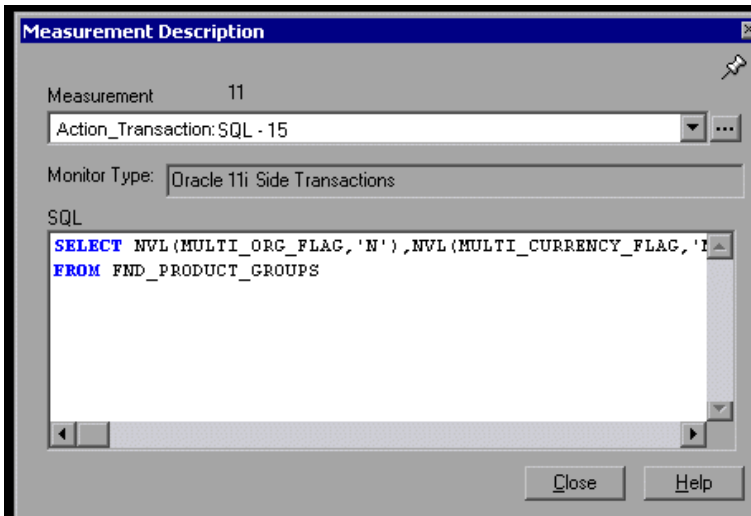 Measurement Description
Measurement 11
Action_Transaction: SQL - 15
...
Monitor Type: Oracle 11i Side Transactions
SQL
SELECT NVL(MULTI_ORG_FLAG,'N'),NVL(MULTI_CURRENCY_FLAG,'
FROM FND_PRODUCT_GROUPS
Close Help